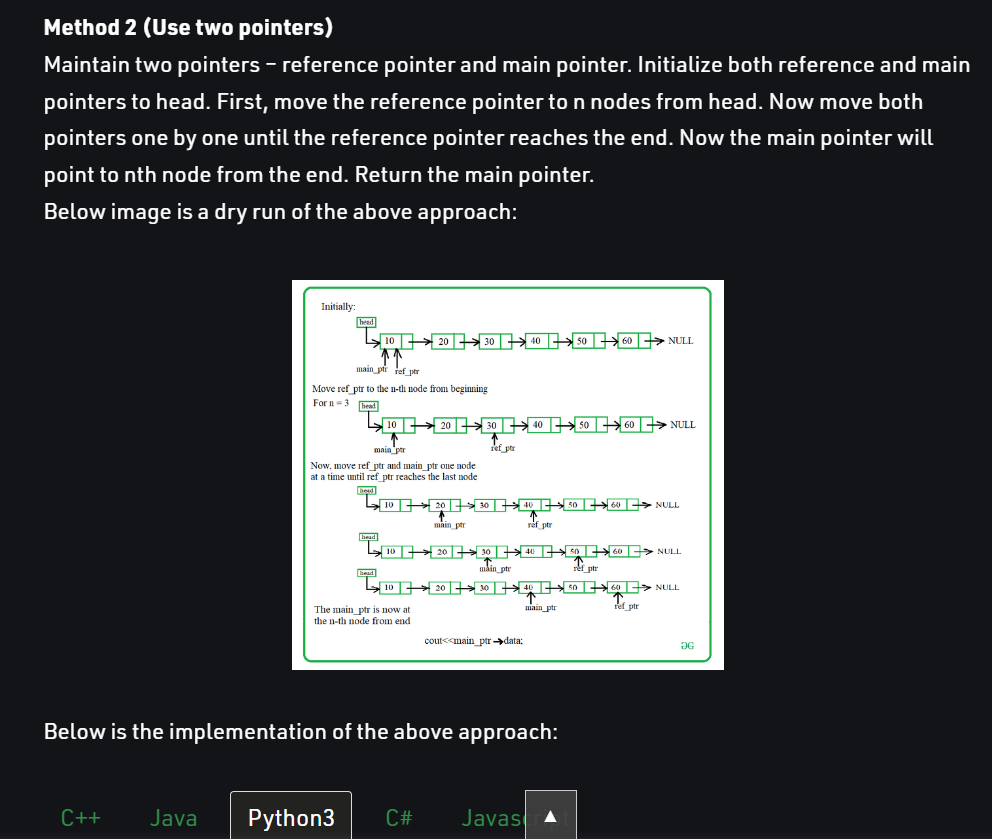 Method 2 (Use two pointers)
Maintain two pointers – reference pointer and main pointer. Initialize both reference and main
pointers to head. First, move the reference pointer to n nodes from head. Now move both
pointers one by one until the reference pointer reaches the end. Now the main pointer will
point to nth node from the end. Return the main pointer.
Below image is a dry run of the above approach:
Initially:
head
10 20 30 40 50 60 NULL
main_ptr ref_ptr
Move ref_ptr to the n-th node from beginning
For n = 3 head
10 20 30 40 50 60 NULL
main_ptr ref_ptr
Now, move ref_ptr and main_ptr one node
at a time until ref_ptr reaches the last node
head
10 20 30 40 50 60 NULL
main_ptr ref_ptr
head
10 20 30 40 50 60 NULL
main_ptr ref_ptr
head
10 20 30 40 50 60 NULL
main_ptr ref_ptr
The main_ptr is now at
the n-th node from end
cout<<main_ptr→data;
Below is the implementation of the above approach:
C++ Java Python3 C# Javas